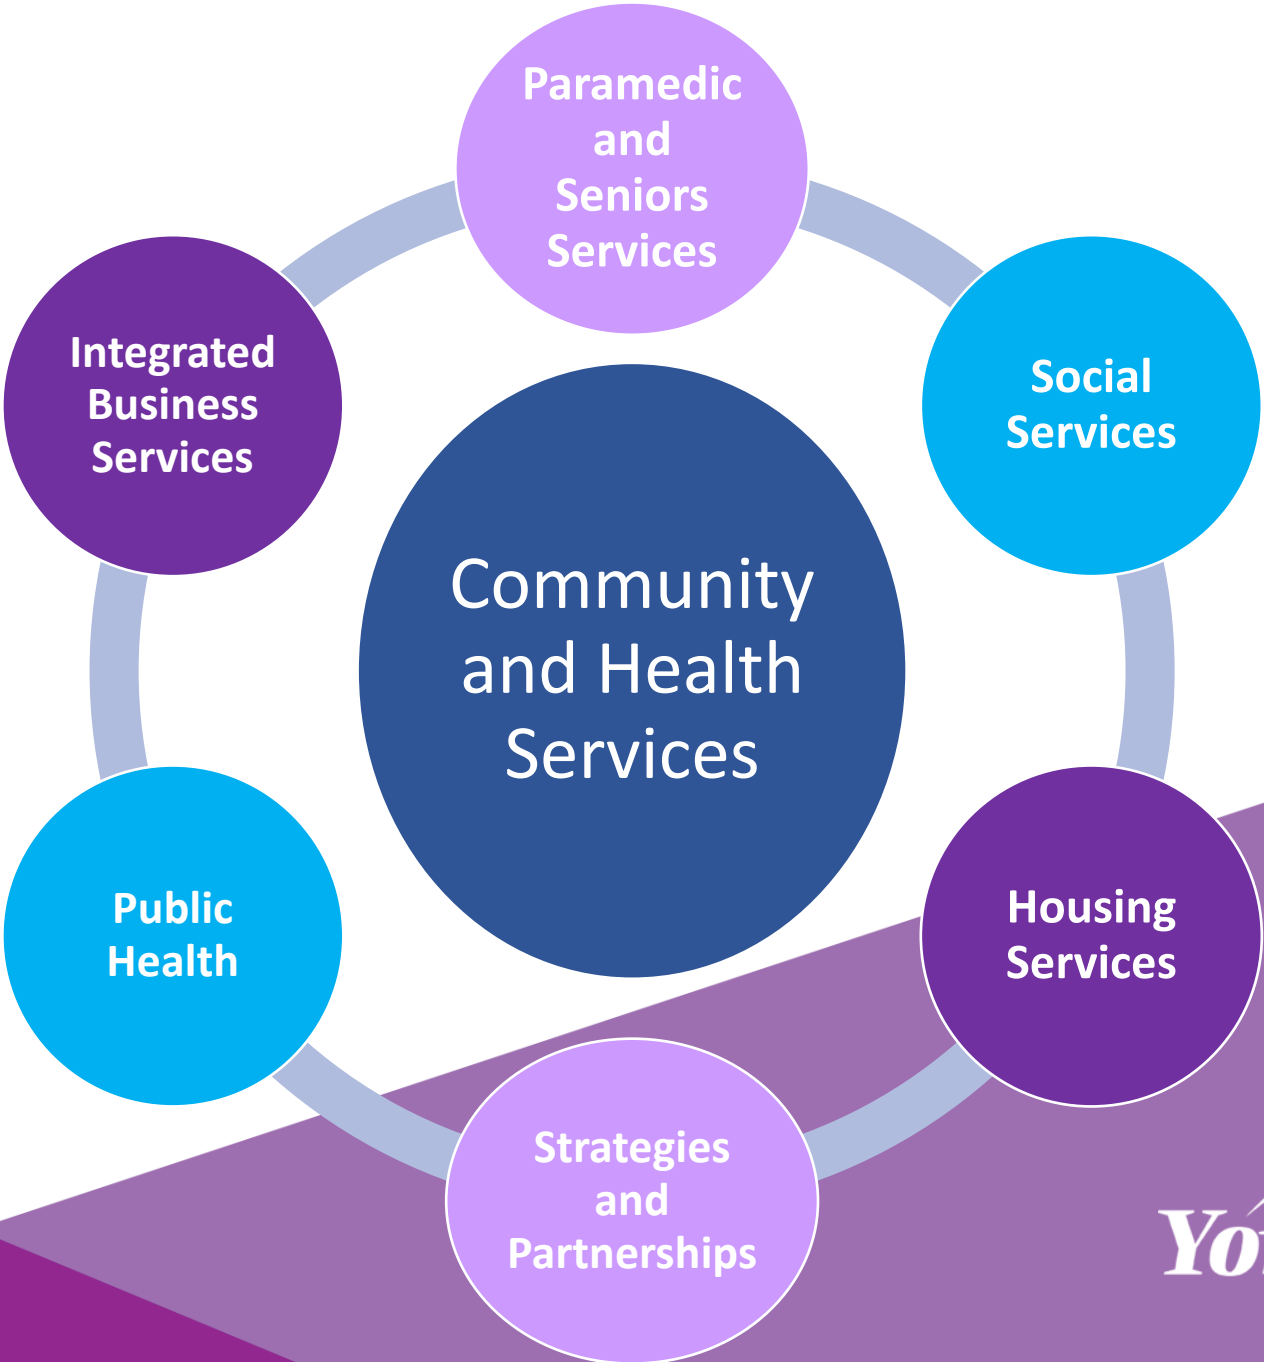 Paramedic
and
Seniors
Services
Social
Services
Housing
Services
Strategies
and
Partnerships
Public
Health
Integrated
Business
Services
Community
and Health
Services